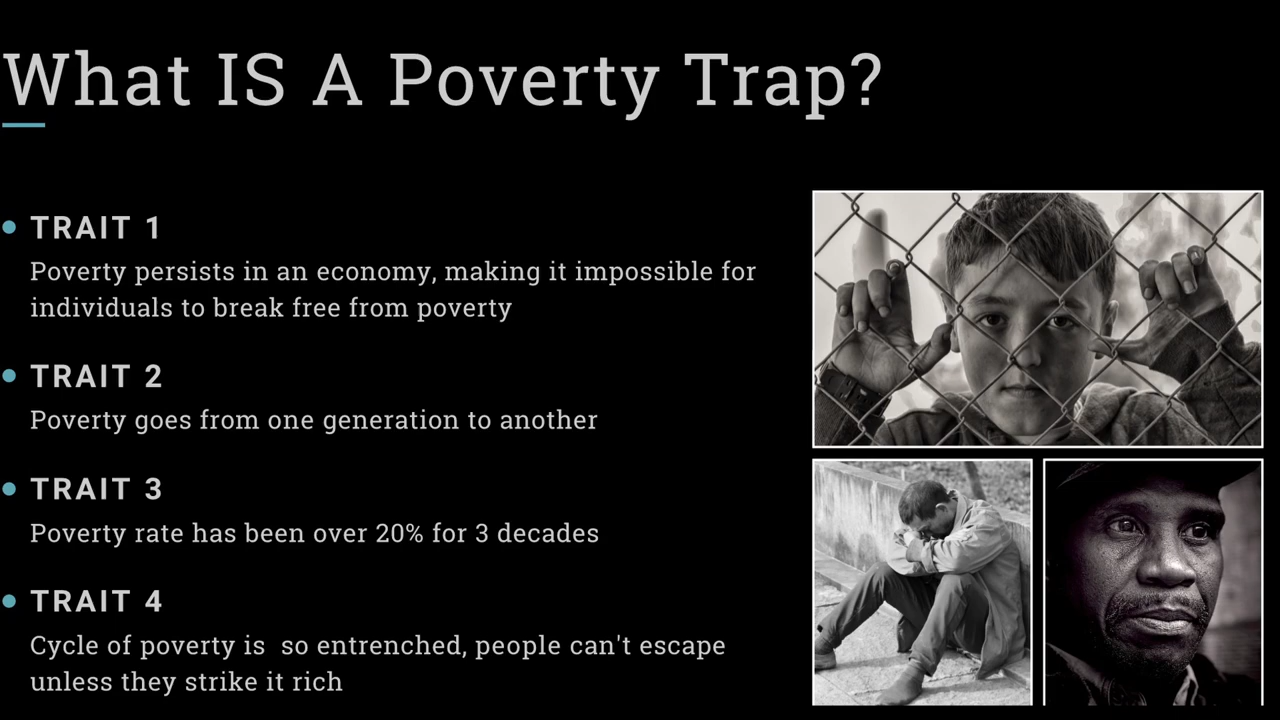 What IS A Poverty Trap?
TRAIT 1
Poverty persists in an economy, making it impossible for
individuals to break free from poverty
TRAIT 2
Poverty goes from one generation to another
TRAIT 3
Poverty rate has been over 20% for 3 decades
TRAIT 4
Cycle of poverty is  so entrenched, people can't escape
unless they strike it rich